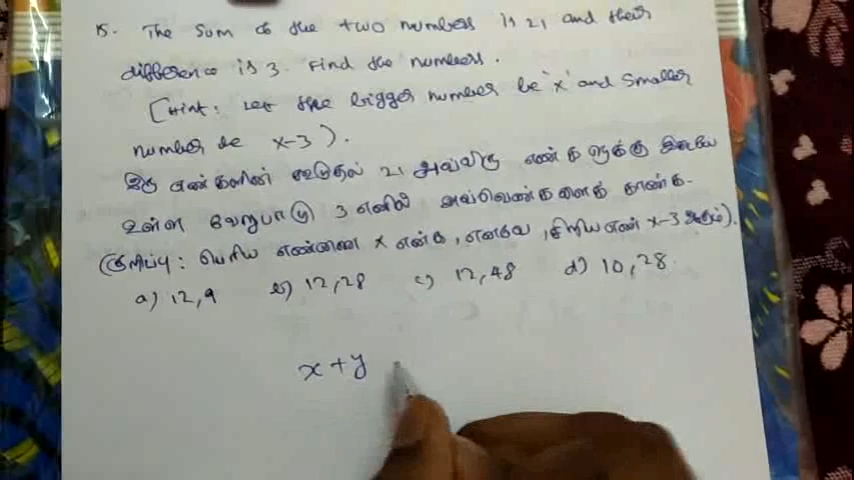 15. The Sum of the two numbers is 21 and their
difference is 3. Find the numbers.
[Hint: Let the bigger number be 'x' and smaller
number be x-3).
இரு எண்களின் கூடுதல் 21 அவ்விரு எண்களுக்கு இடையே
உள்ள வேறுபாடு 3 எனில் அவ்வெண்களைக் காண்க.
(குறிப்பு: பெரிய எண்ணை x என்க, எனவே, சிறிய எண் x-3 ஆகும்).
a) 12, 9 b) 12, 28 c) 12, 48 d) 10, 28.
x + y